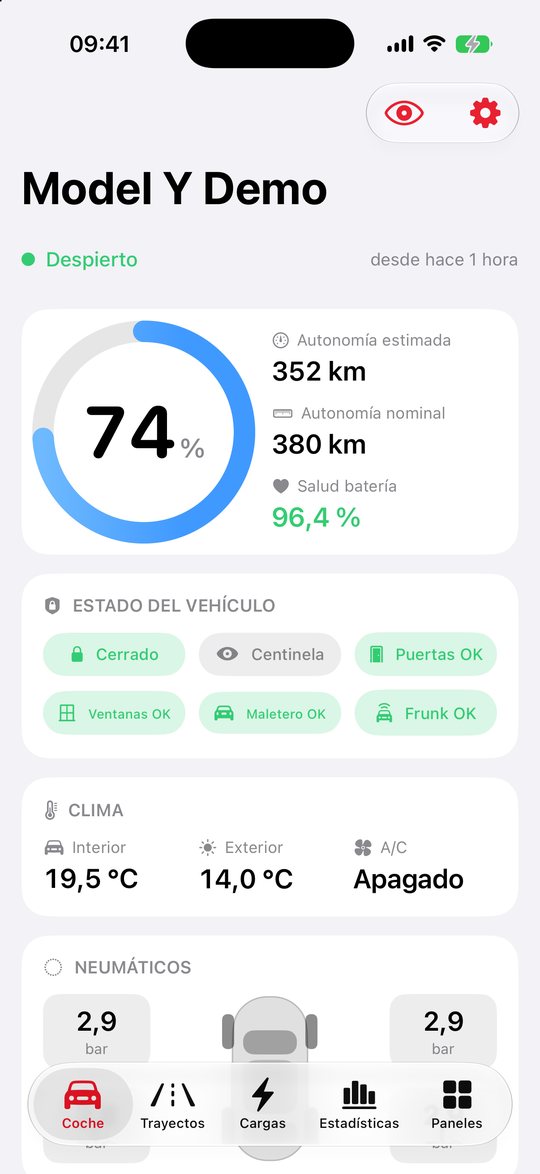 09:41
Model Y Demo
Despierto
desde hace 1 hora
74%
Autonomía estimada
352 km
Autonomía nominal
380 km
Salud batería
96,4 %
ESTADO DEL VEHÍCULO
Cerrado
Centinela
Puertas OK
Ventanas OK
Maletero OK
Frunk OK
CLIMA
Interior
Exterior
A/C
19,5 °C
14,0 °C
Apagado
NEUMÁTICOS
2,9
2,9
bar
bar
Coche
Trayectos
Cargas
Estadísticas
Paneles
bar
bar